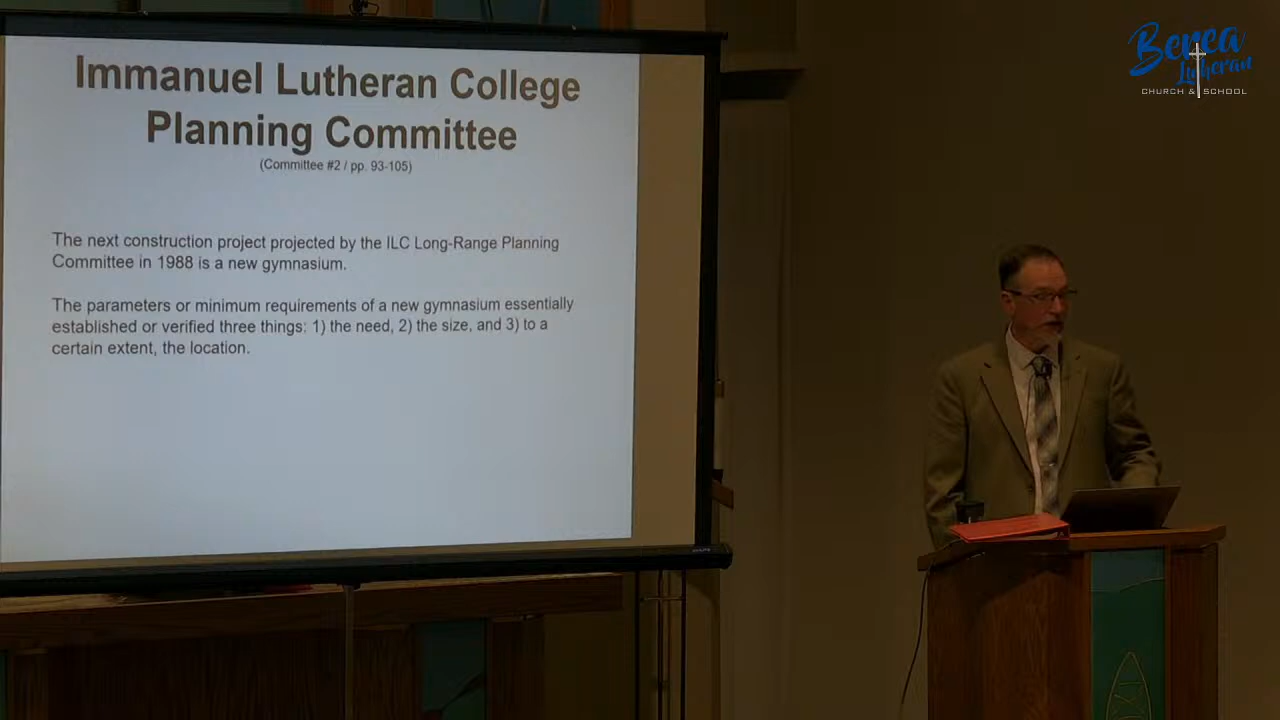 Immanuel Lutheran College
Planning Committee
(Committee #2 / pp. 93-105)
The next construction project projected by the ILC Long-Range Planning
Committee in 1988 is a new gymnasium.
The parameters or minimum requirements of a new gymnasium essentially
established or verified three things: 1) the need, 2) the size, and 3) to a
certain extent, the location.
Berea
Lutheran
CHURCH & SCHOOL